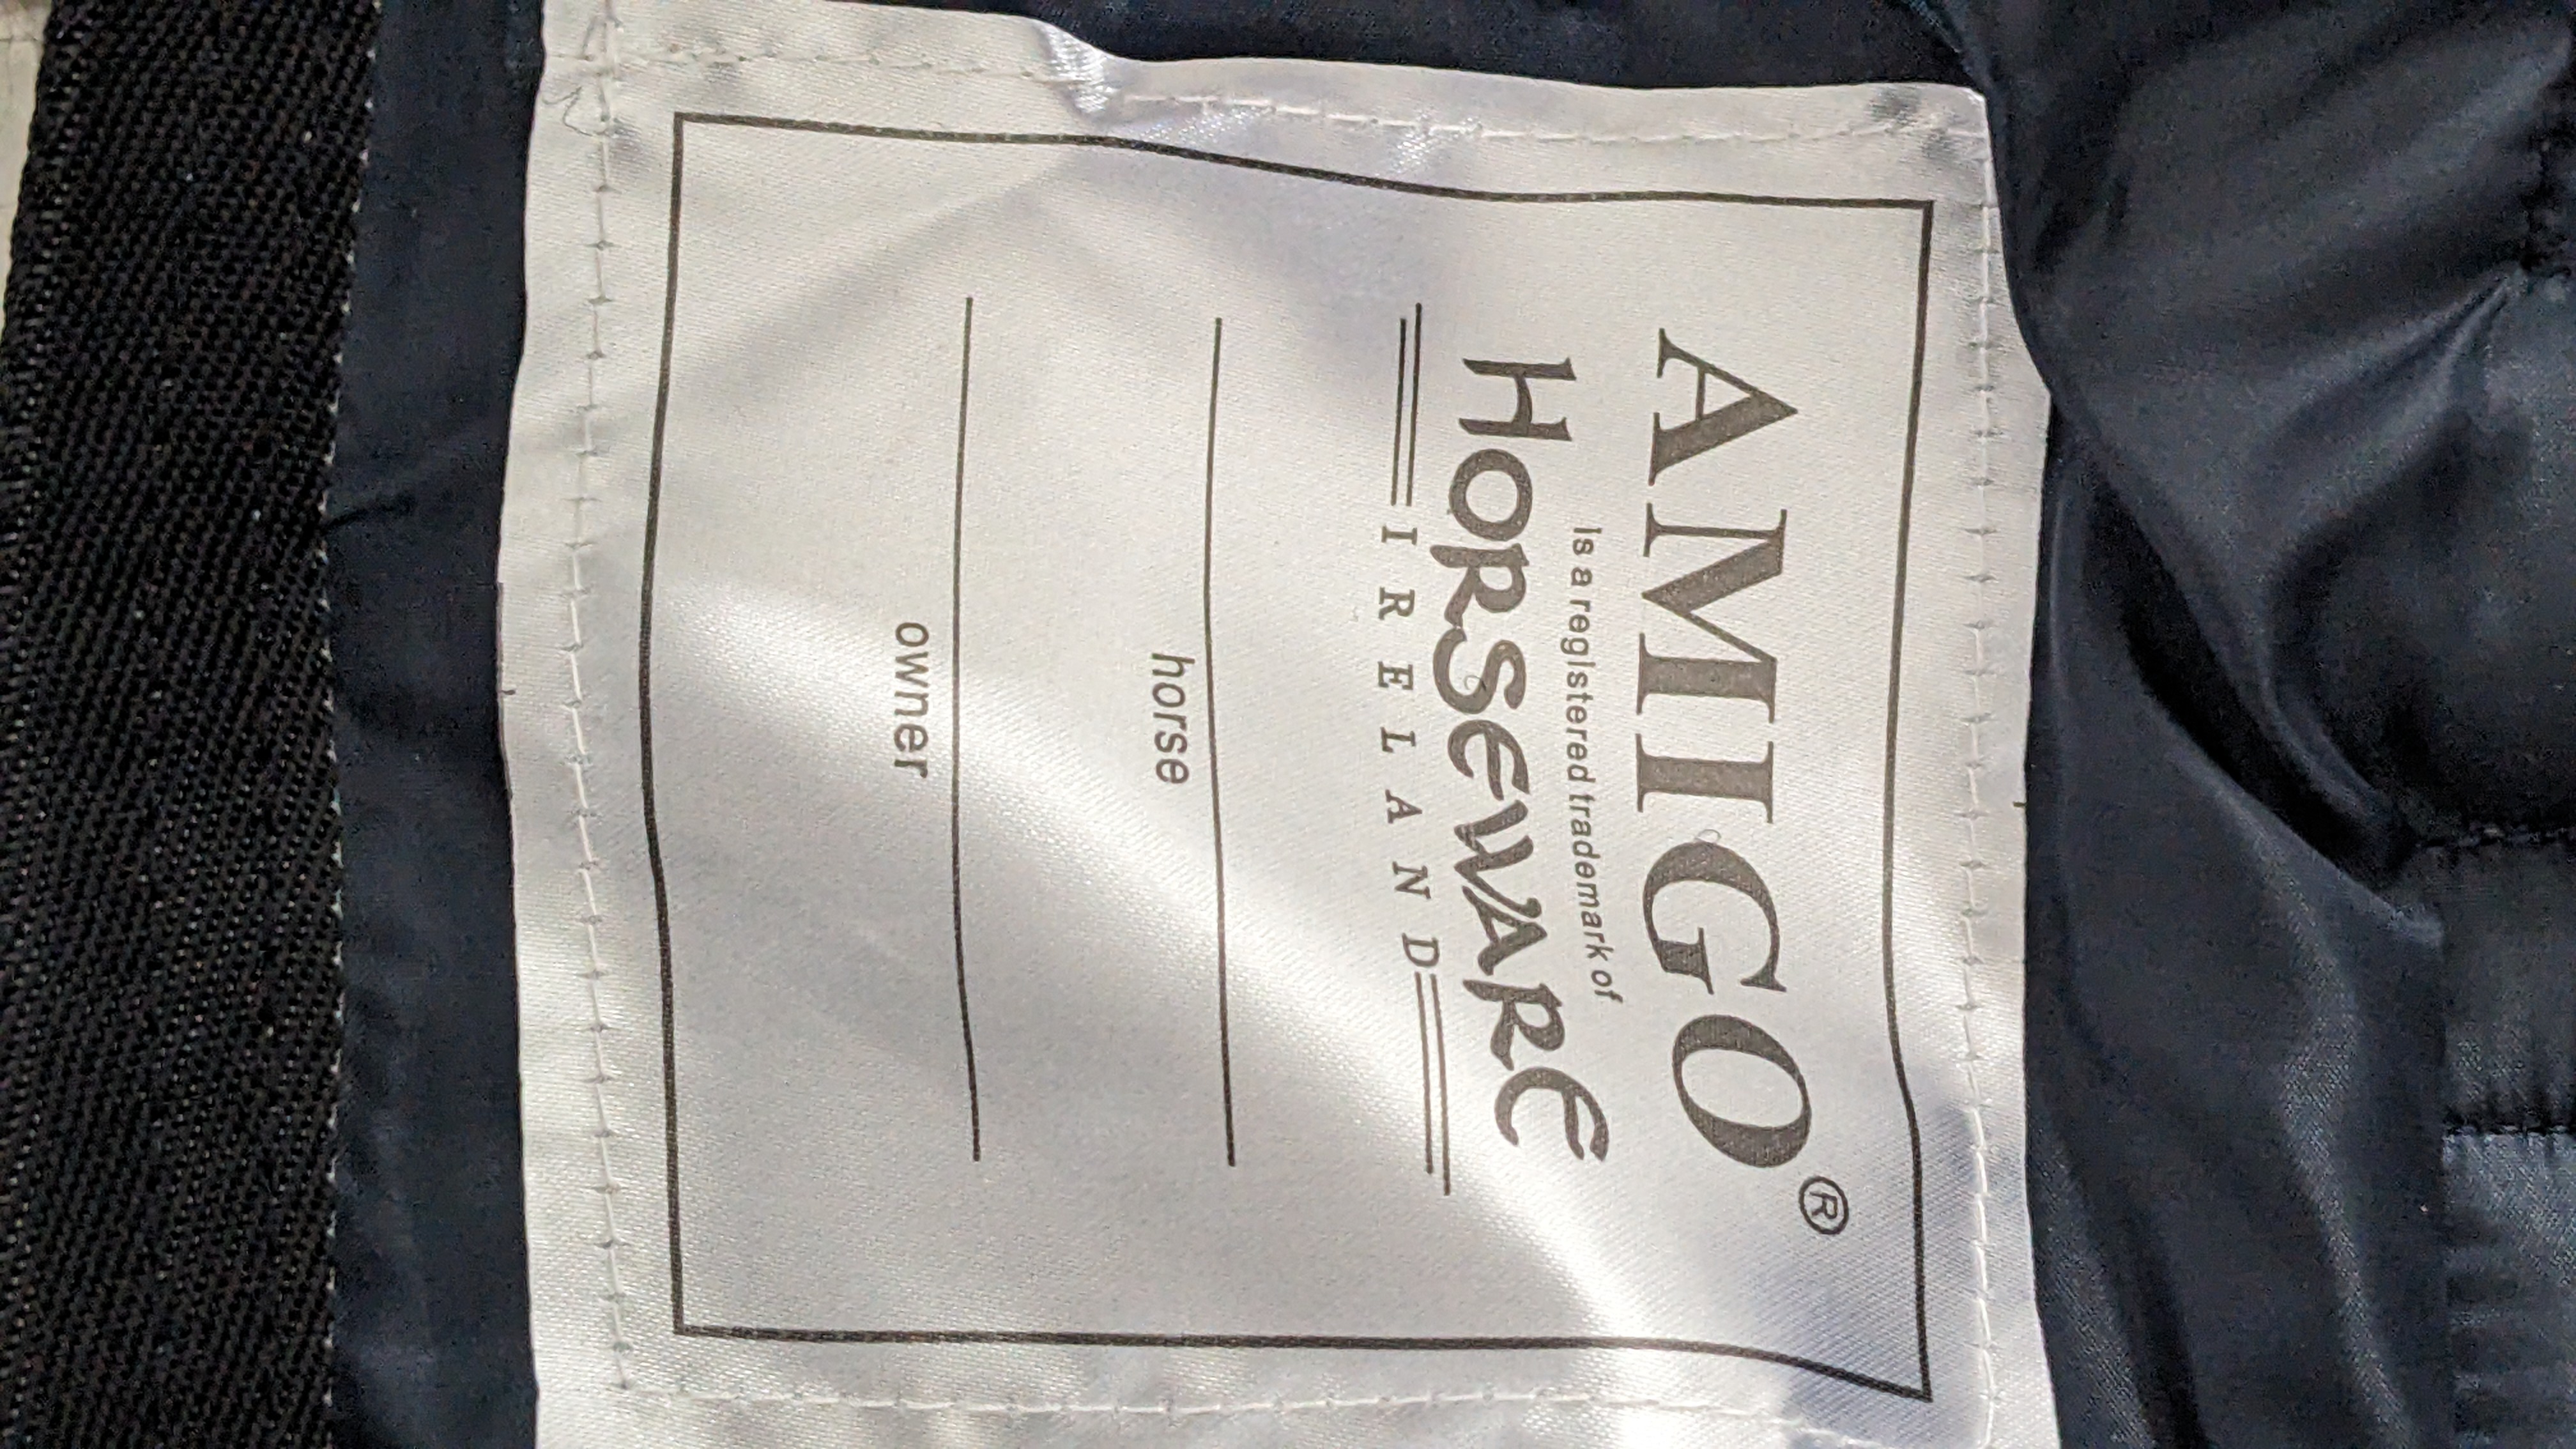 AMIGO®
Is a registered trademark of
HORSEWARE
IRELAND
horse
owner